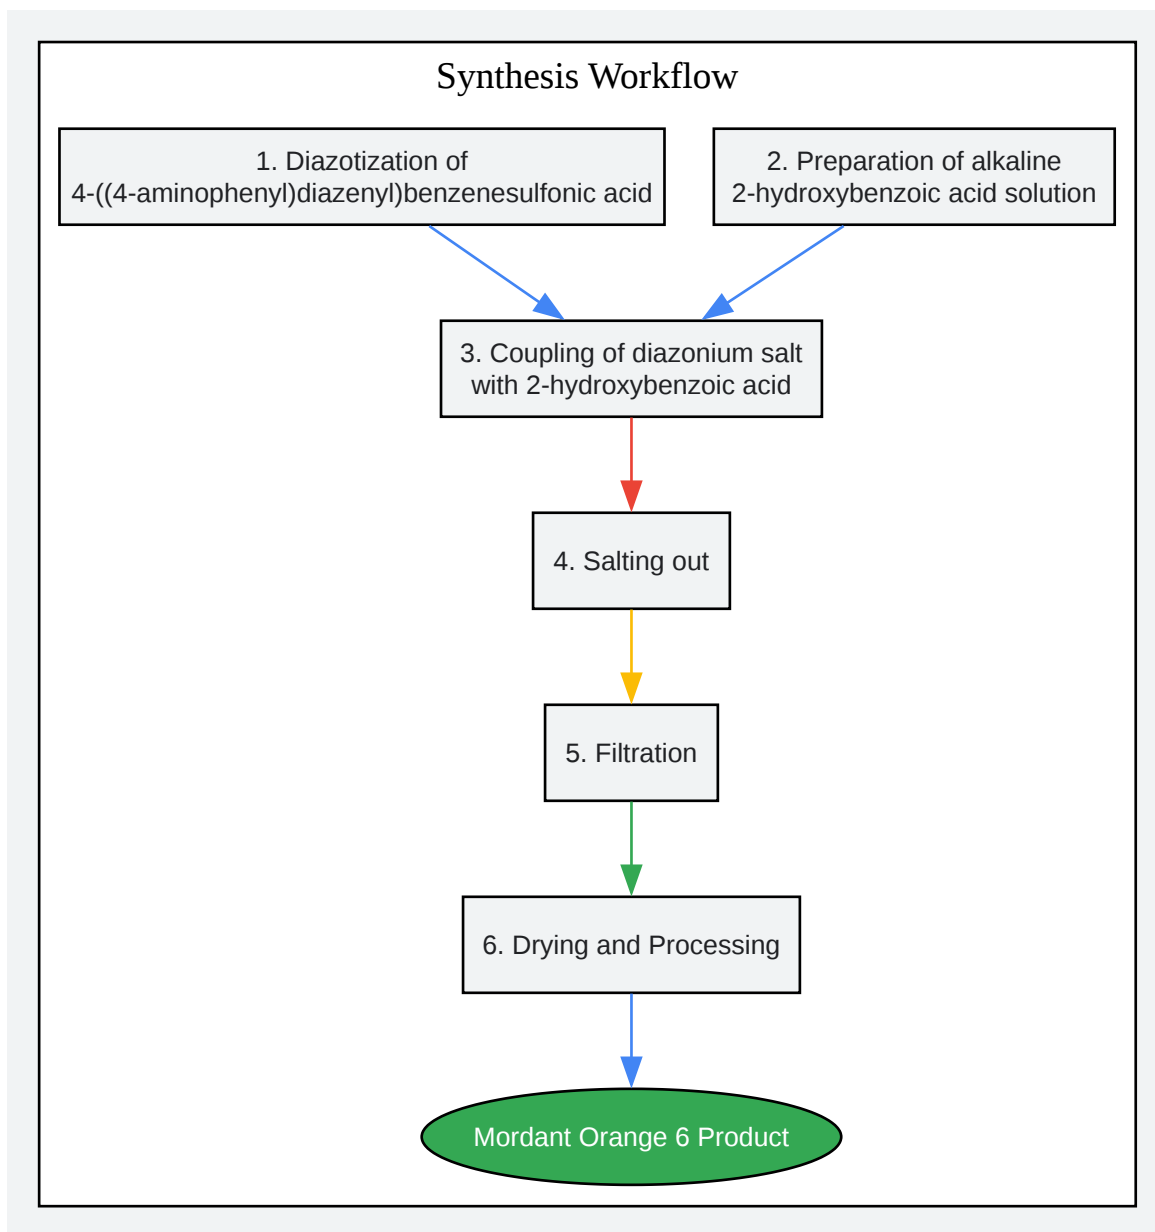 Synthesis Workflow
1. Diazotization of
4-((4-aminophenyl)diazenyl)benzenesulfonic acid
2. Preparation of alkaline
2-hydroxybenzoic acid solution
3. Coupling of diazonium salt
with 2-hydroxybenzoic acid
4. Salting out
5. Filtration
6. Drying and Processing
Mordant Orange 6 Product